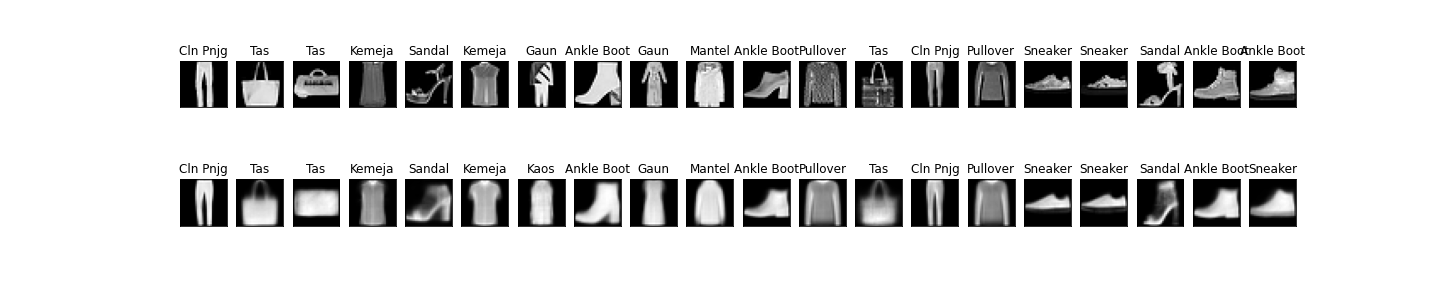 Cln Pnjg Tas Tas Kemeja Sandal Kemeja Gaun Ankle Boot Gaun Mantel Ankle Boot Pullover Tas Cln Pnjg Pullover Sneaker Sneaker Sandal Ankle Boot Ankle Boot
Cln Pnjg Tas Tas Kemeja Sandal Kemeja Kaos Ankle Boot Gaun Mantel Ankle Boot Pullover Tas Cln Pnjg Pullover Sneaker Sneaker Sandal Ankle Boot Sneaker